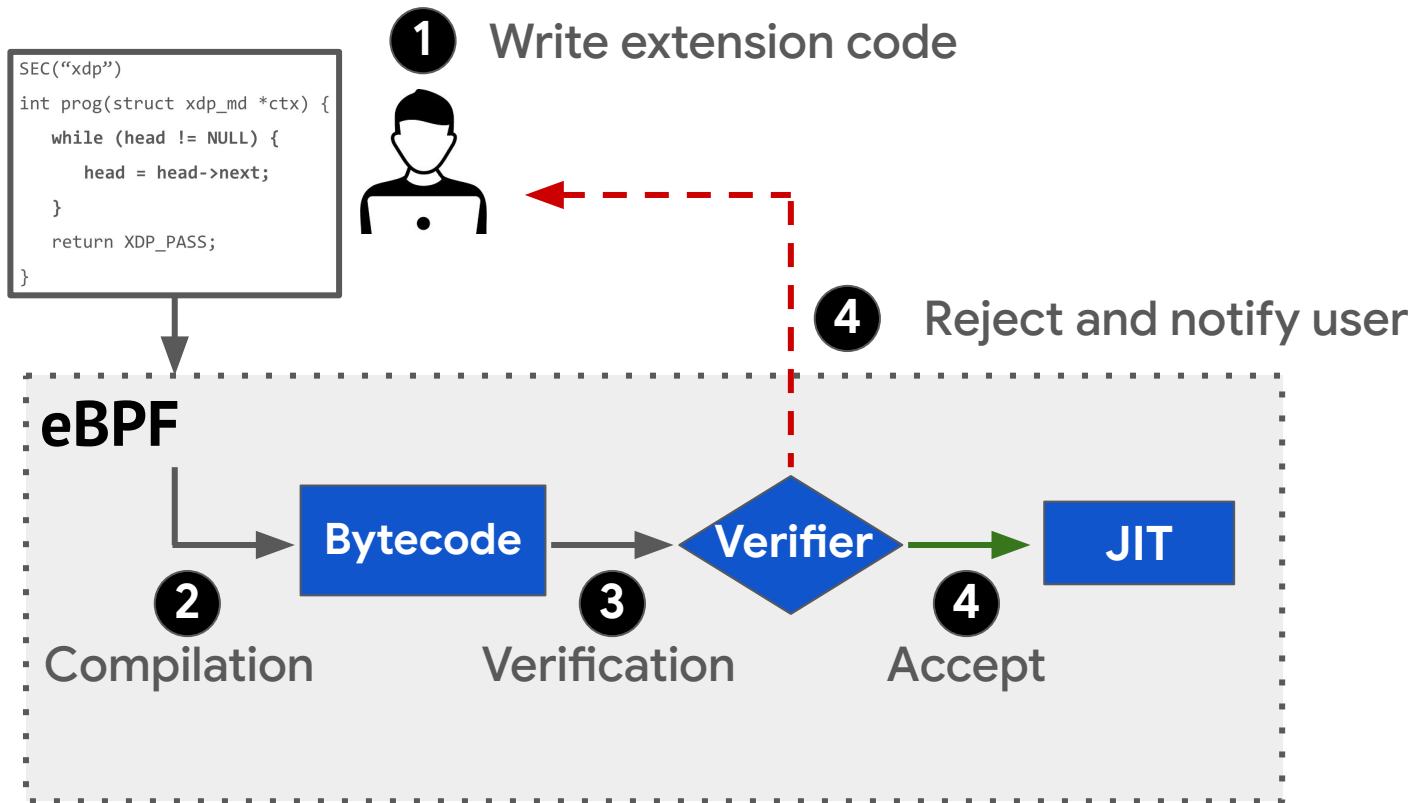 1 Write extension code
SEC(“xdp”)
int prog(struct xdp_md *ctx) {
while (head != NULL) {
head = head->next;
}
return XDP_PASS;
}
4 Reject and notify user
eBPF
Bytecode
Verifier
JIT
2
Compilation
3
Verification
4
Accept